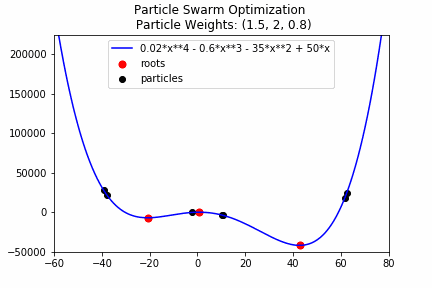 Particle Swarm Optimization
Particle Weights: (1.5, 2, 0.8)
0.02*x**4 - 0.6*x**3 - 35*x**2 + 50*x
roots
particles
200000
150000
100000
50000
0
−50000
−60 −40 −20 0 20 40 60 80